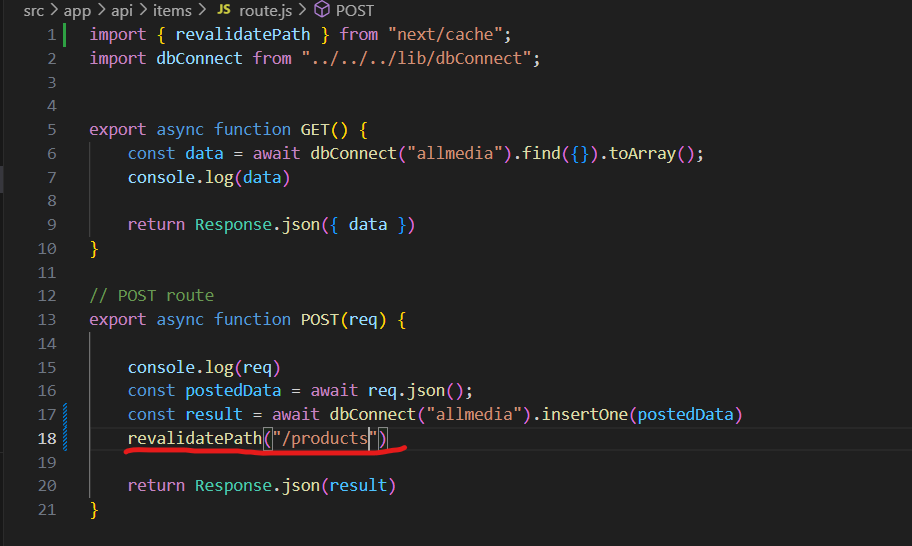 src > app > api > items > JS route.js > POST
1 import { revalidatePath } from "next/cache";
2 import dbConnect from "../../../lib/dbConnect";
3
4
5 export async function GET() {
6     const data = await dbConnect("allmedia").find({}).toArray();
7     console.log(data)
8
9     return Response.json({ data })
10 }
11
12 // POST route
13 export async function POST(req) {
14
15     console.log(req)
16     const postedData = await req.json();
17     const result = await dbConnect("allmedia").insertOne(postedData)
18     revalidatePath("/products")
19
20     return Response.json(result)
21 }